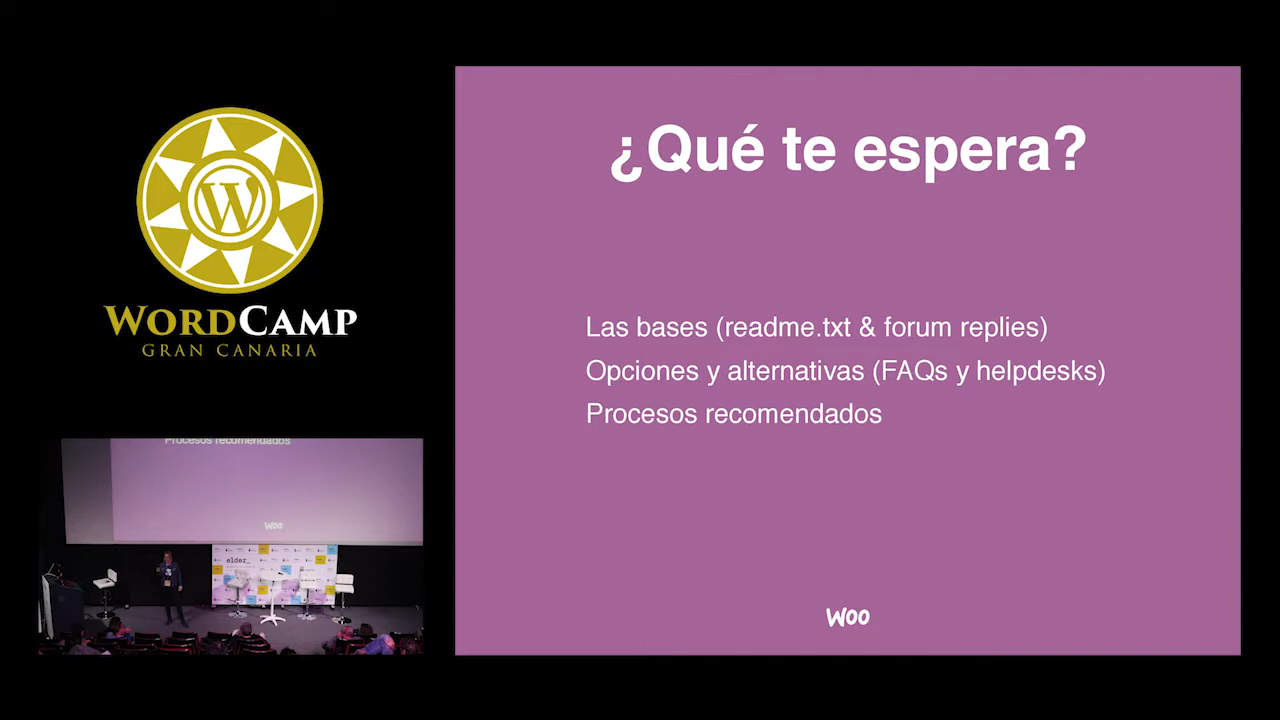 WORDCAMP
GRAN CANARIA
¿Qué te espera?
Las bases (readme.txt & forum replies)
Opciones y alternativas (FAQs y helpdesks)
Procesos recomendados
WOO
Procesos recomendados
WOO
elder_